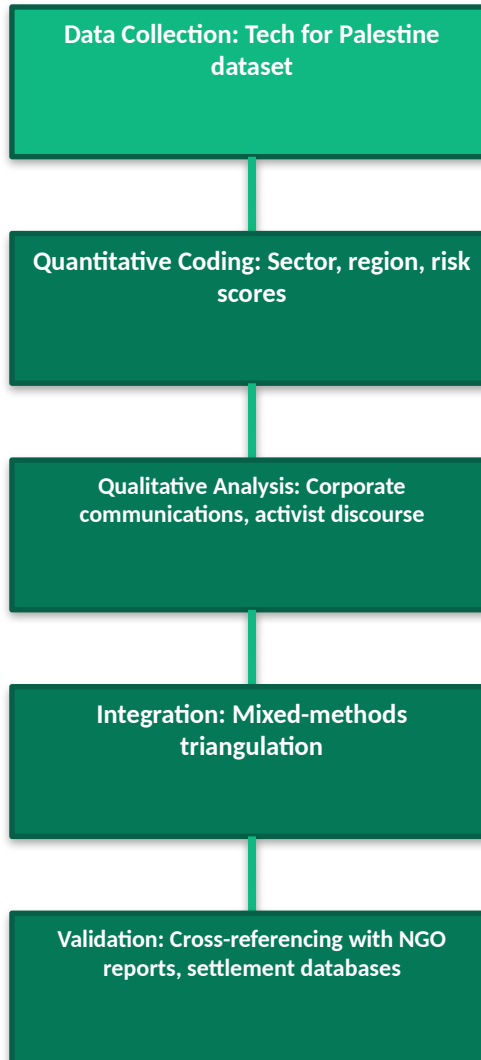 Data Collection: Tech for Palestine
dataset
Quantitative Coding: Sector, region, risk
scores
Qualitative Analysis: Corporate
communications, activist discourse
Integration: Mixed-methods
triangulation
Validation: Cross-referencing with NGO
reports, settlement databases